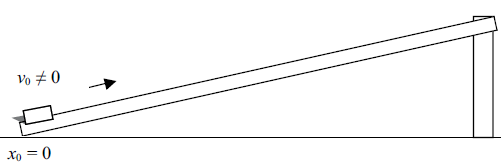 v₀ ≠ 0
x₀ = 0